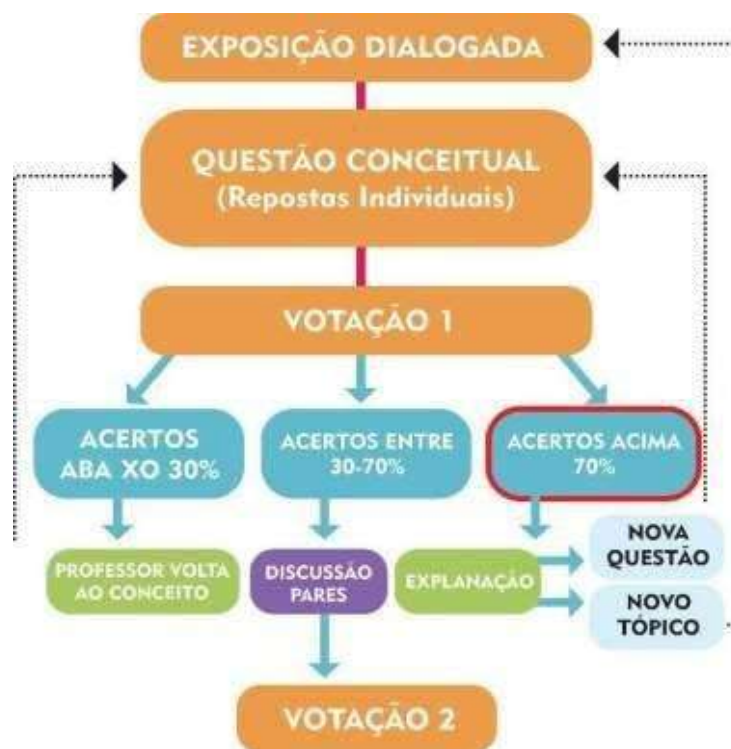 EXPOSIÇÃO DIALOGADA
QUESTÃO CONCEITUAL
(Repostas Individuais)
VOTAÇÃO 1
ACERTOS
ABA XO 30%
ACERTOS ENTRE
30-70%
ACERTOS ACIMA
70%
PROFESSOR VOLTA
AO CONCEITO
DISCUSSÃO
PARES
EXPLANAÇÃO
NOVA
QUESTÃO
NOVO
TÓPICO
VOTAÇÃO 2